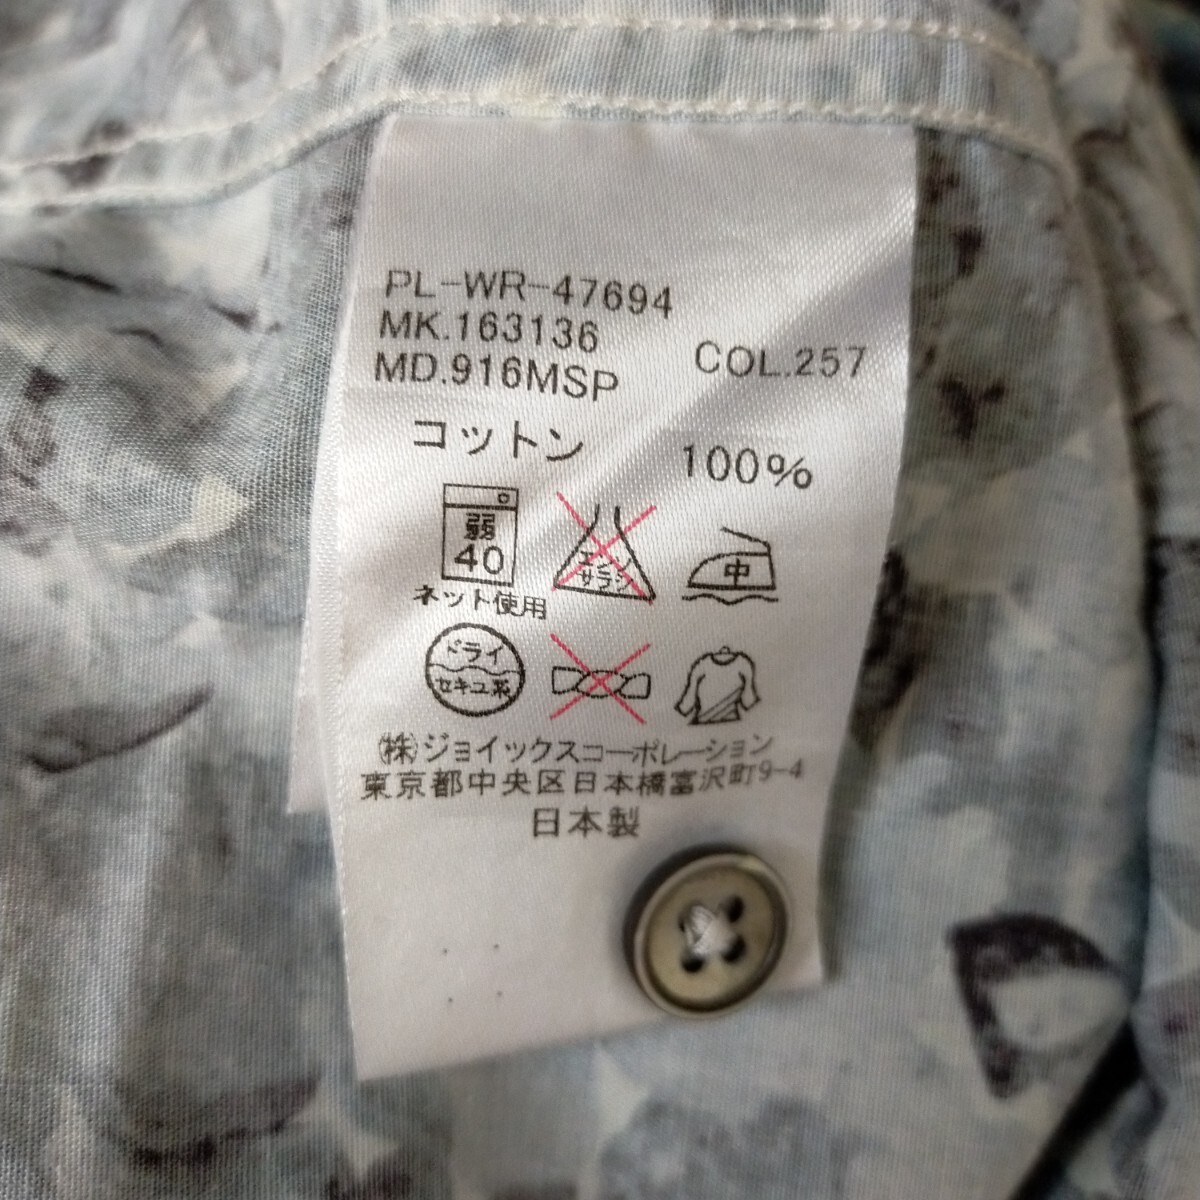 PL-WR-47694
MK.163136
MD.916MSP COL.257
コットン 100%
弱
40
ネット使用
エンソ
サラシ
中
ドライ
セキユ系
㈱ジョイックスコーポレーション
東京都中央区日本橋富沢町9-4
日本製